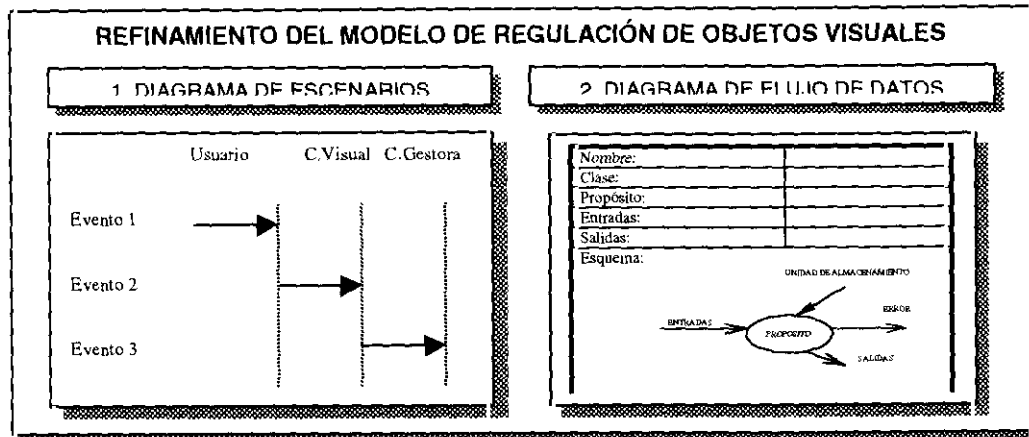 REFINAMIENTO DEL MODELO DE REGULACIÓN DE OBJETOS VISUALES
1. DIAGRAMA DE ESCENARIOS
2. DIAGRAMA DE FLUJO DE DATOS
Usuario C.Visual C.Gestora
Evento 1
Evento 2
Evento 3
Nombre:
Clase:
Propósito:
Entradas:
Salidas:
Esquema:
UNIDAD DE ALMACENAMIENTO
ENTRADAS
PROPOSITO
ERROR
SALIDAS